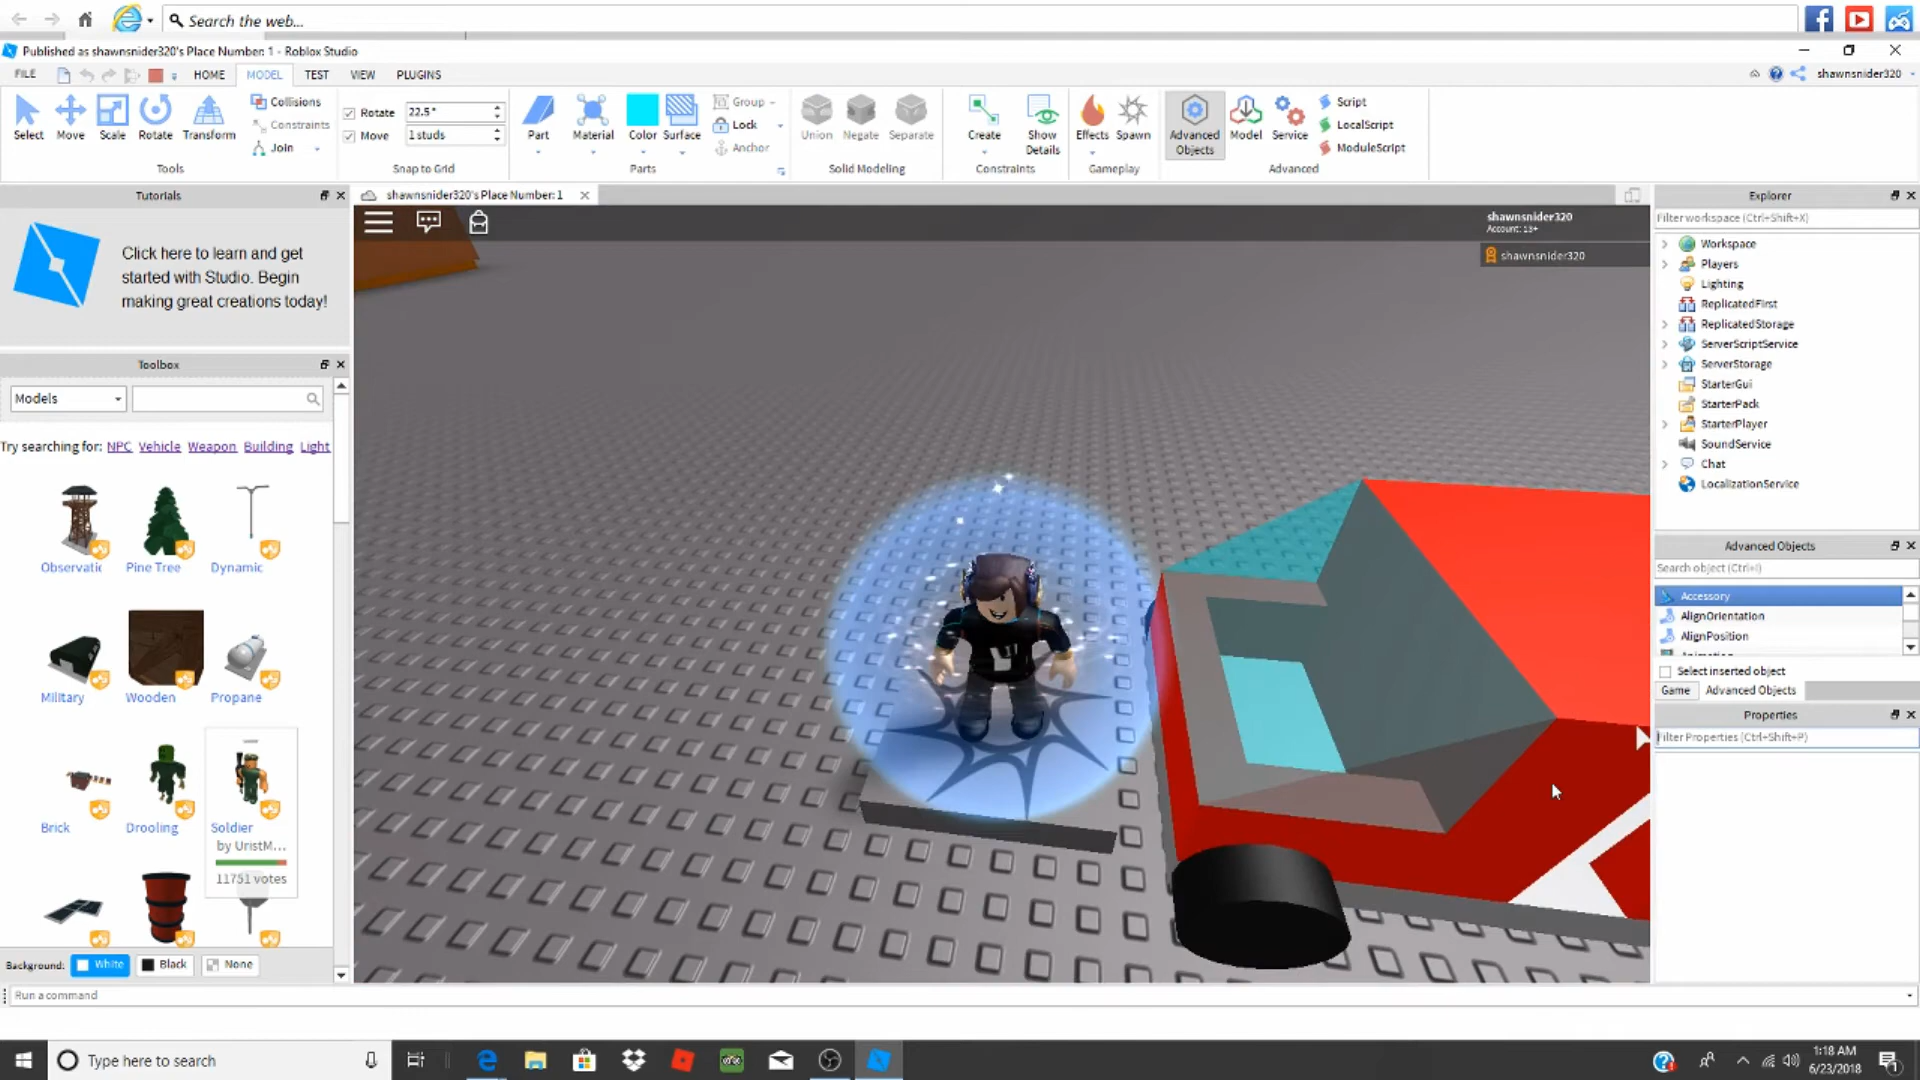 Search the web...
Published as shawnsnider320's Place Number: 1 - Roblox Studio
FILE HOME MODEL TEST VIEW PLUGINS
shawnsnider320
Select Move Scale Rotate Transform
Collisions
Constraints
Join
Tools
Rotate 22.5°
Move 1 studs
Snap to Grid
Part Material Color Surface
Group
Lock
Anchor
Parts
Union Negate Separate
Solid Modeling
Create Show Details
Constraints
Effects Spawn
Gameplay
Advanced Objects Model Service
Script
LocalScript
ModuleScript
Advanced
Tutorials
Click here to learn and get
started with Studio. Begin
making great creations today!
Toolbox
Models
Try searching for: NPC Vehicle Weapon Building Light
Observatic Pine Tree Dynamic
Military Wooden Propane
Brick Drooling Soldier
by UristM...
11751 votes
Background: White Black None
Run a command
shawnsnider320's Place Number: 1
shawnsnider320
Account: 13+
shawnsnider320
Explorer
Filter workspace (Ctrl+Shift+X)
Workspace
Players
Lighting
ReplicatedFirst
ReplicatedStorage
ServerScriptService
ServerStorage
StarterGui
StarterPack
StarterPlayer
SoundService
Chat
LocalizationService
Advanced Objects
Search object (Ctrl+I)
Accessory
AlignOrientation
AlignPosition
Select inserted object
Game Advanced Objects
Properties
Filter Properties (Ctrl+Shift+P)
Type here to search
1:18 AM
6/23/2018